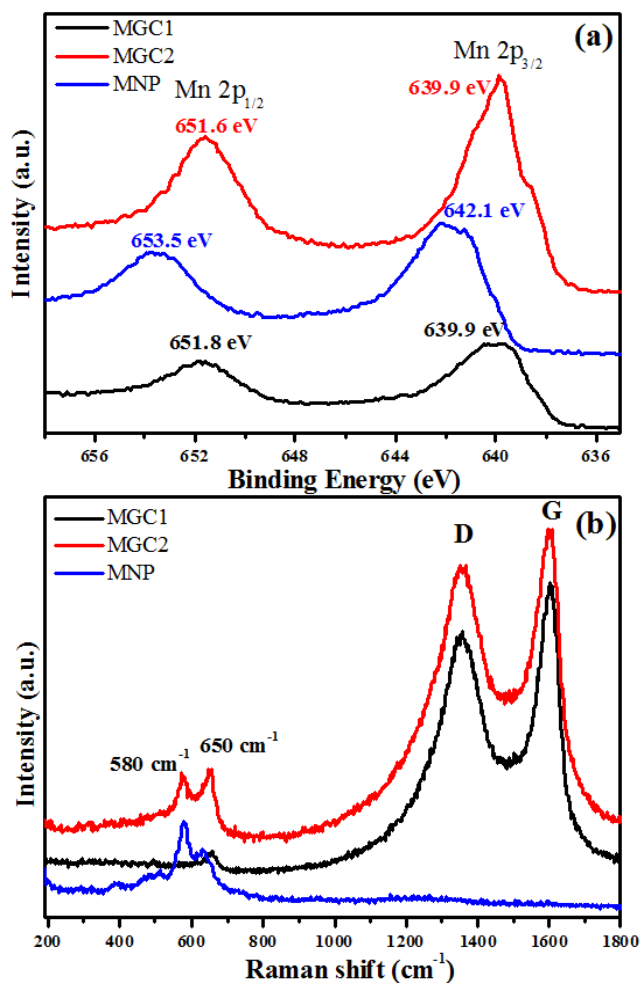 MGC1
MGC2
MNP
(a)
Mn 2p3/2
Mn 2p1/2
639.9 eV
651.6 eV
642.1 eV
653.5 eV
651.8 eV
639.9 eV
Intensity (a.u.)
656 652 648 644 640 636
Binding Energy (eV)
MGC1
MGC2
MNP
D
G
(b)
580 cm-1
650 cm-1
Intensity (a.u.)
200 400 600 800 1000 1200 1400 1600 1800
Raman shift (cm-1)